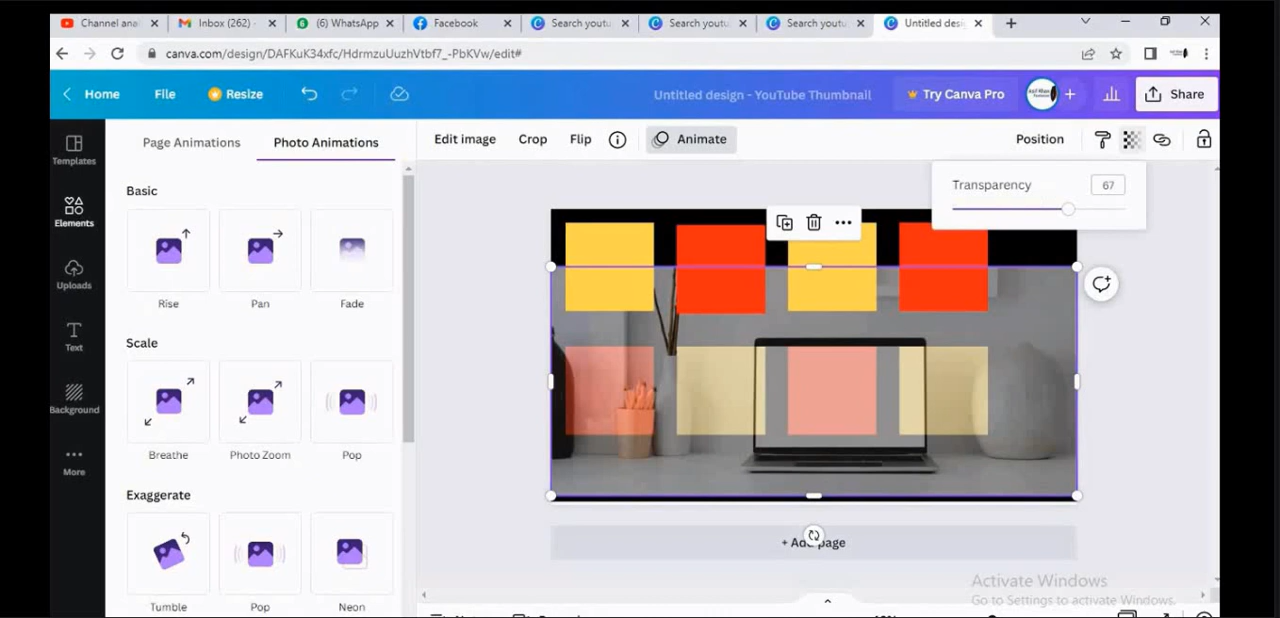 Channel anal
Inbox (262) -
(6) WhatsApp
Facebook
Search youtu
Search youtu
Search youtu
Untitled desi
canva.com/design/DAFKuK34xfc/HdrmzuUuzhVtbf7_-PbKVw/edit#
Home
File
Resize
Untitled design - YouTube Thumbnail
Try Canva Pro
Share
Templates
Elements
Uploads
Text
Background
More
Page Animations
Photo Animations
Basic
Rise
Pan
Fade
Scale
Breathe
Photo Zoom
Pop
Exaggerate
Tumble
Pop
Neon
Edit image
Crop
Flip
Animate
Position
Transparency
67
+ Add page
Activate Windows
Go to Settings to activate Windows.